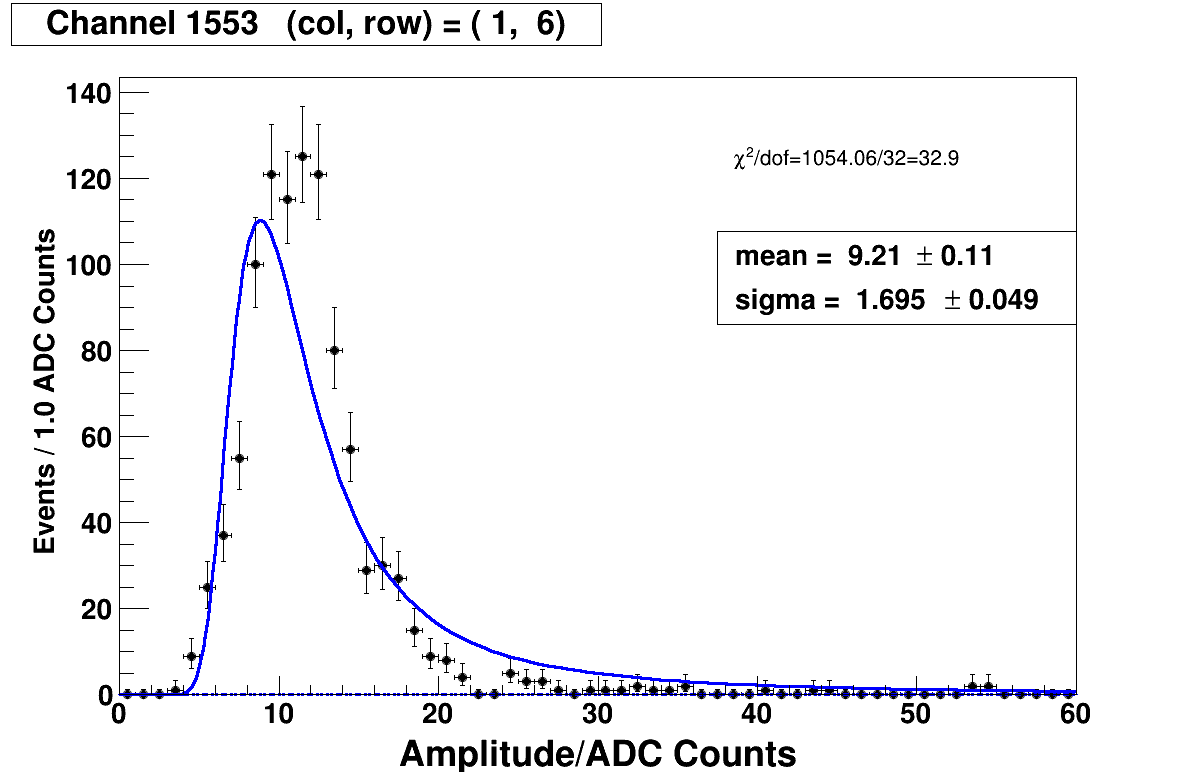 Channel 1553 (col, row) = ( 1, 6)
χ²/dof=1054.06/32=32.9
mean = 9.21 ± 0.11
sigma = 1.695 ± 0.049
Events / 1.0 ADC Counts
140
120
100
80
60
40
20
0
0 10 20 30 40 50 60
Amplitude/ADC Counts